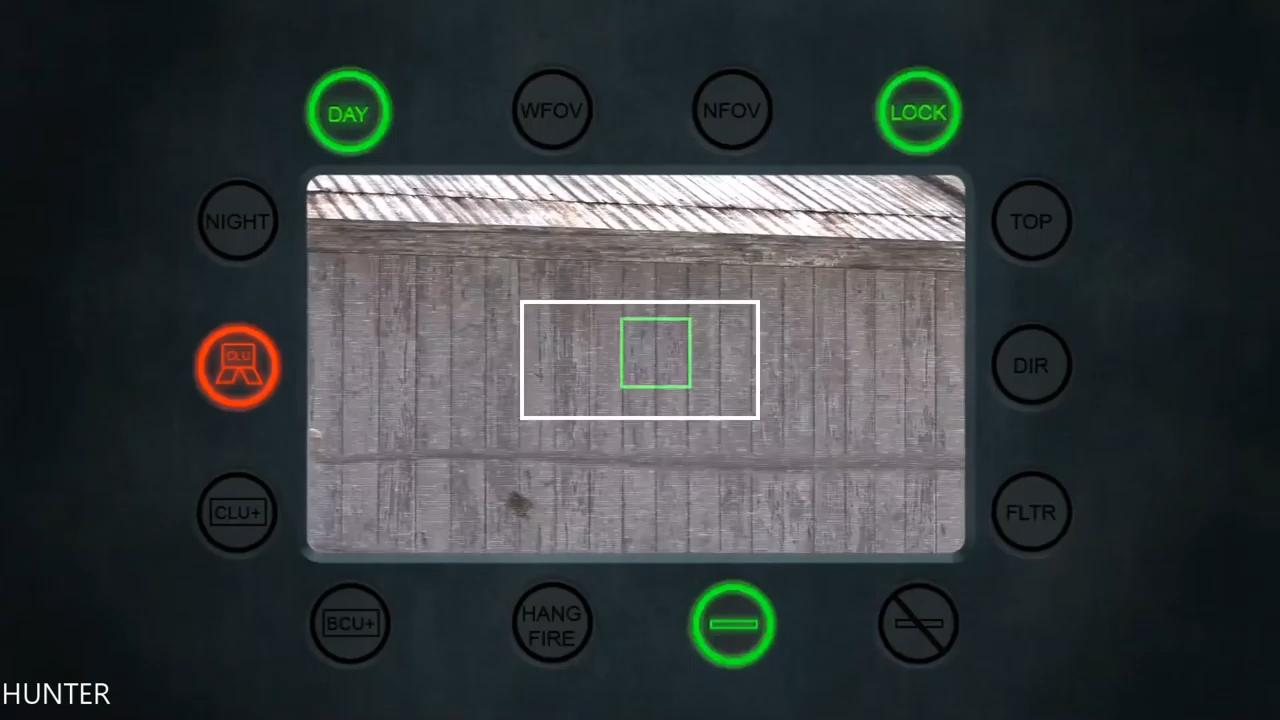 DAY
WFOV
NFOV
LOCK
NIGHT
TOP
CLU
DIR
CLU+
FLTR
BCU+
HANG
FIRE
HUNTER